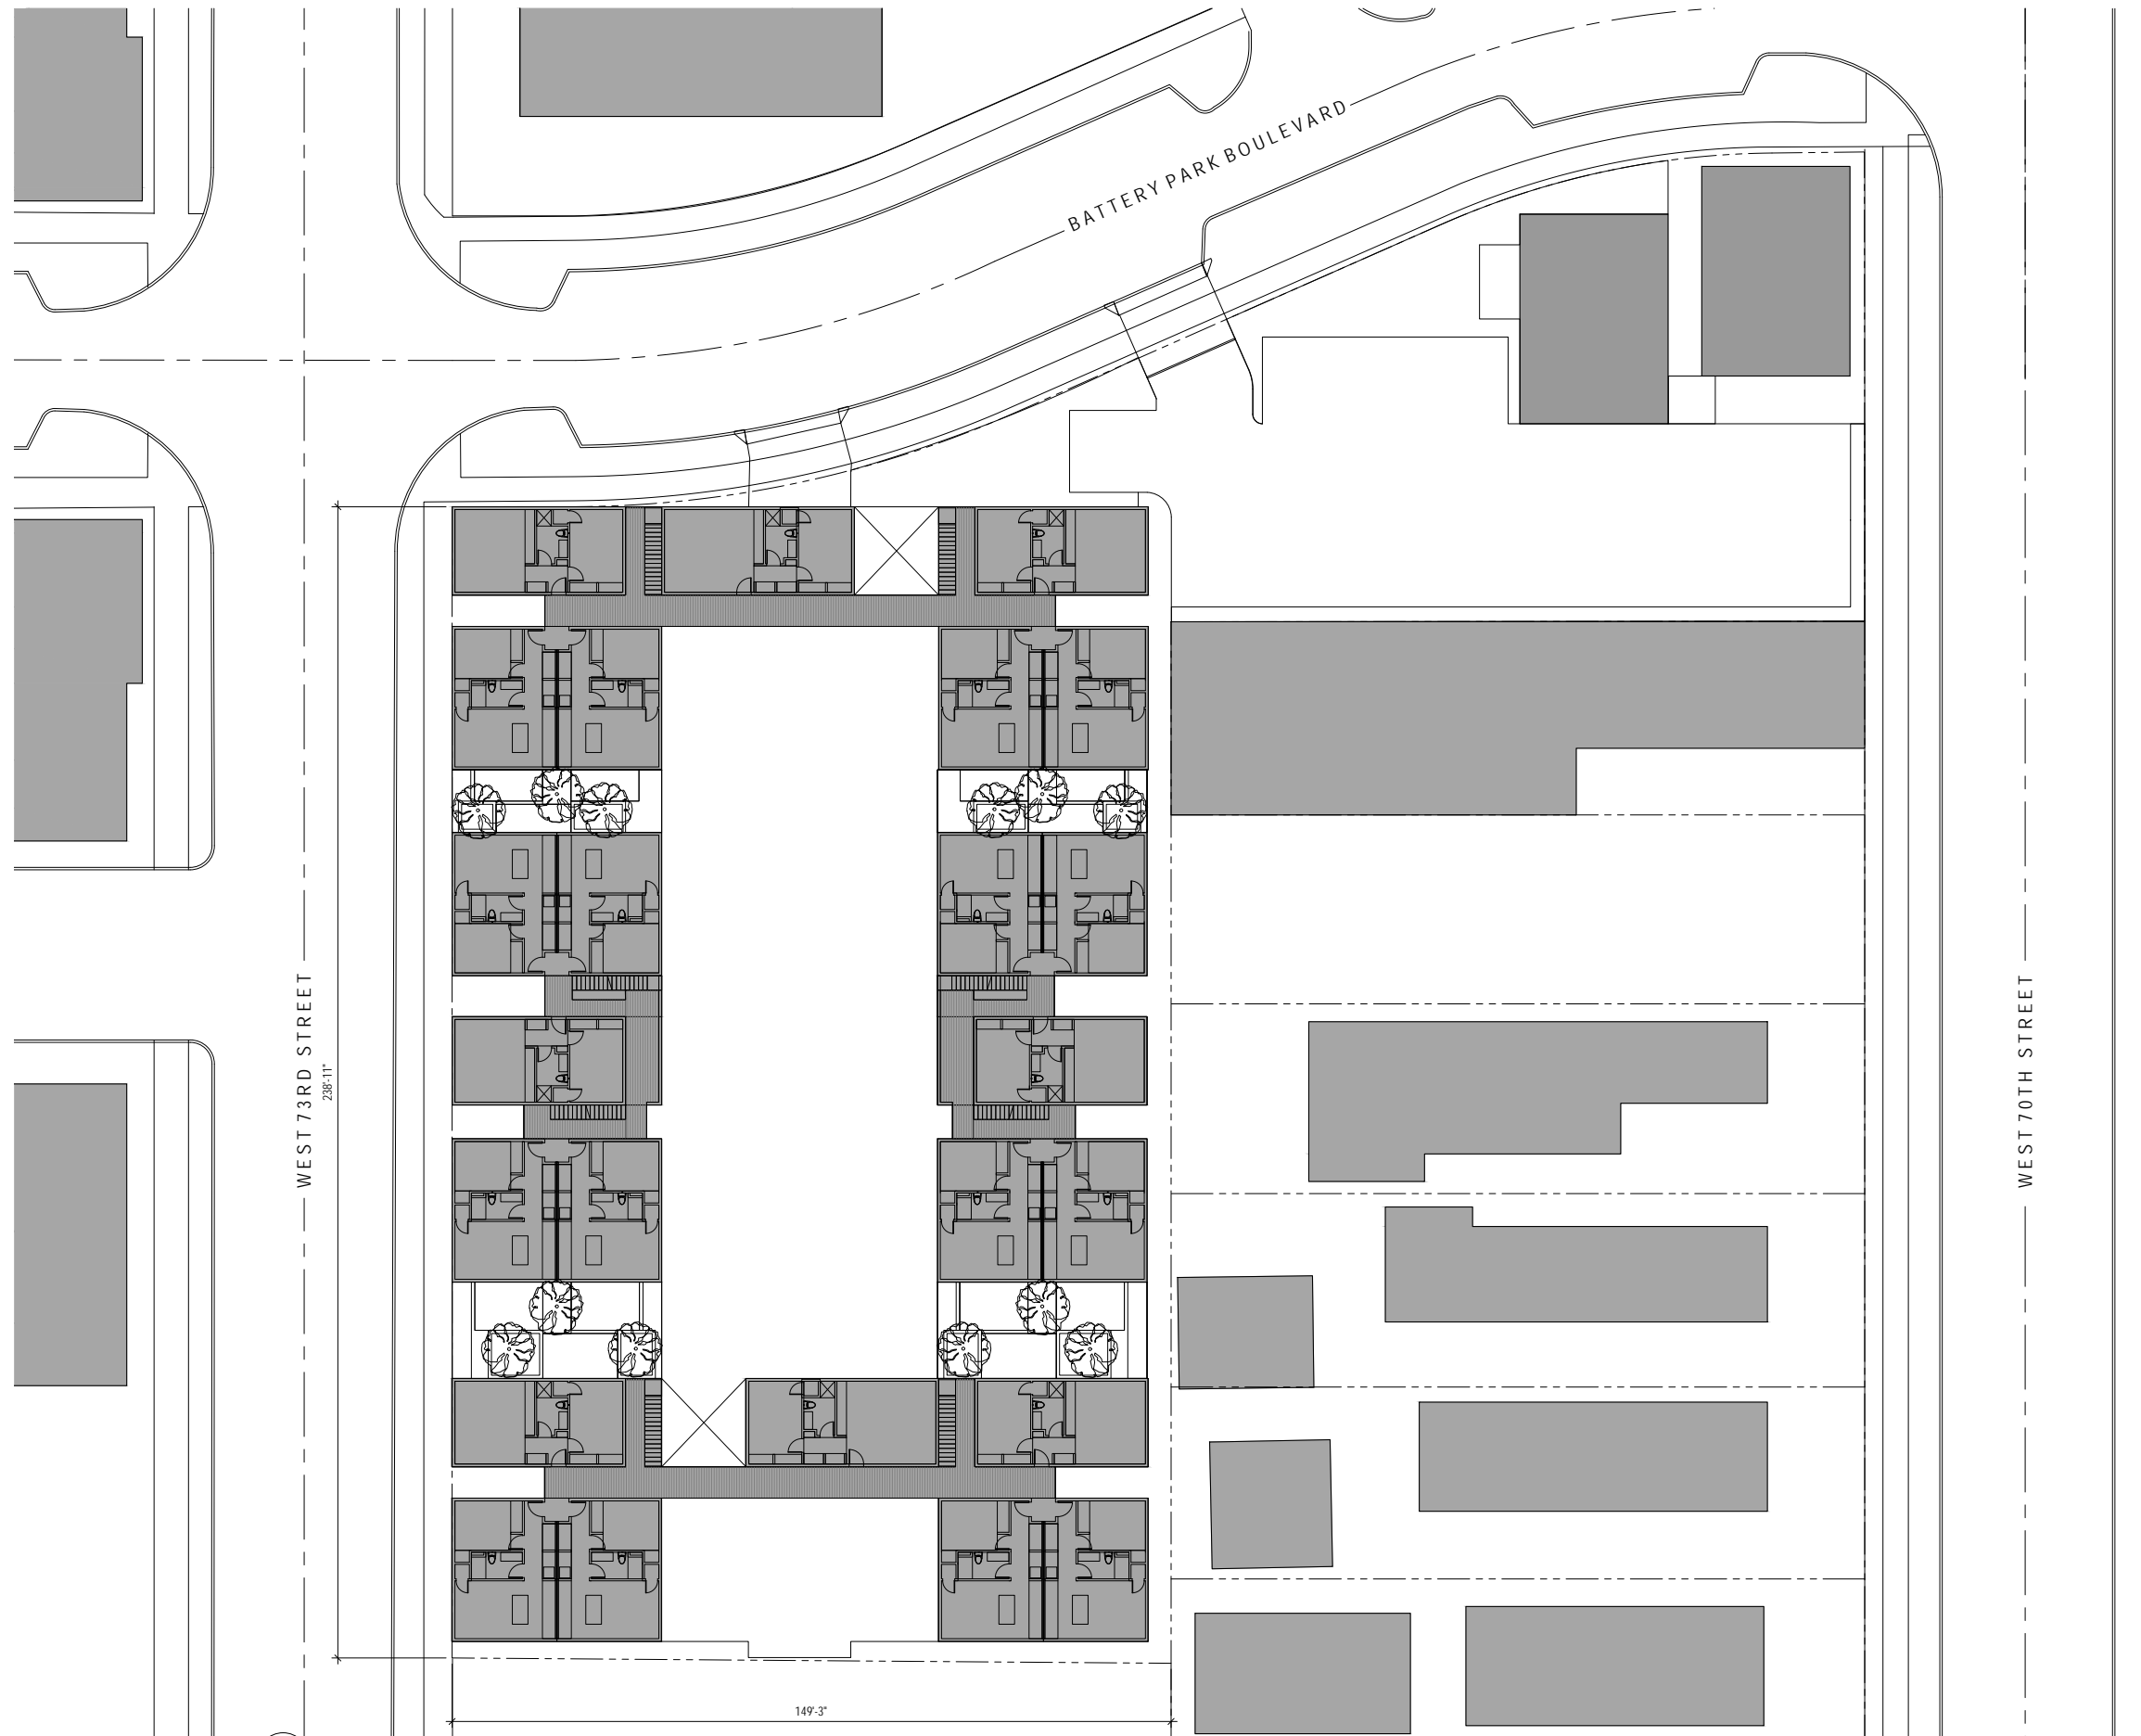 BATTERY PARK BOULEVARD
WEST 73RD STREET
238'-11"
WEST 70TH STREET
149'-3"